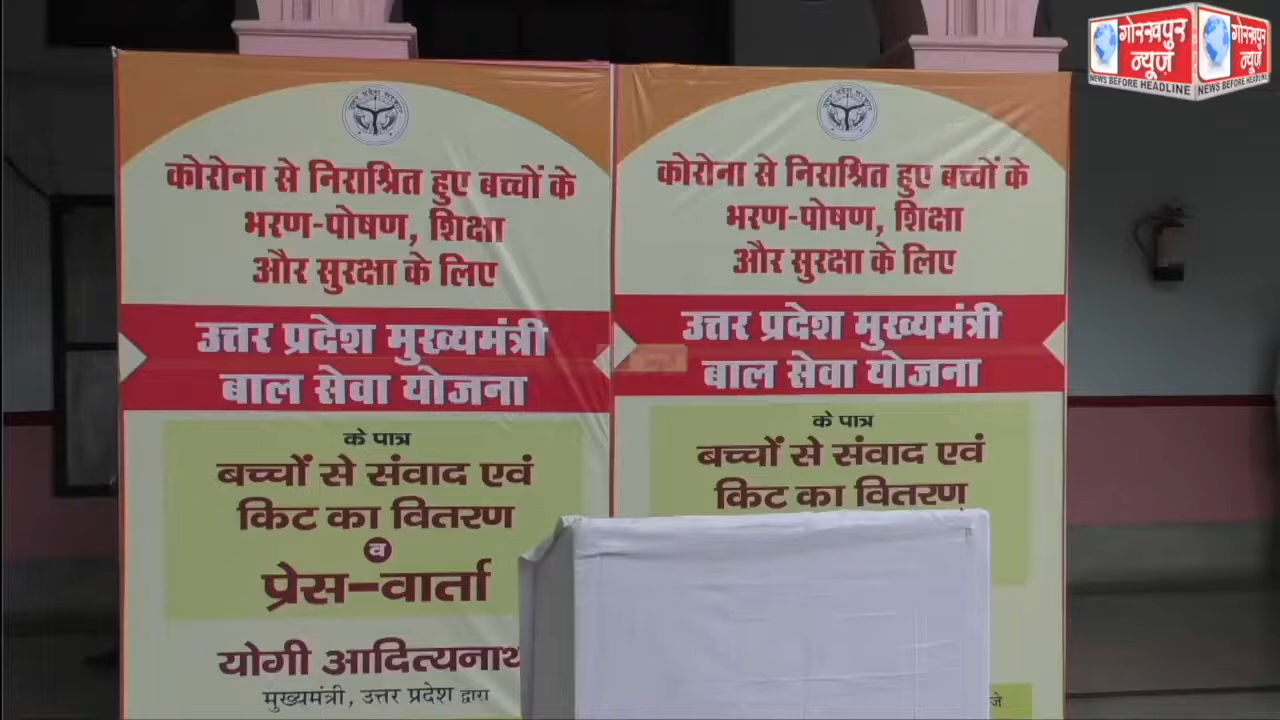 गोरखपुर
न्यूज़
NEWS BEFORE HEADLINE
गोरखपुर
न्यूज़
NEWS BEFORE HEADLINE
कोरोना से निराश्रित हुए बच्चों के
भरण-पोषण, शिक्षा
और सुरक्षा के लिए
उत्तर प्रदेश मुख्यमंत्री
बाल सेवा योजना
के पात्र
बच्चों से संवाद एवं
किट का वितरण
व
प्रेस-वार्ता
योगी आदित्यनाथ
मुख्यमंत्री, उत्तर प्रदेश द्वारा
कोरोना से निराश्रित हुए बच्चों के
भरण-पोषण, शिक्षा
और सुरक्षा के लिए
उत्तर प्रदेश मुख्यमंत्री
बाल सेवा योजना
के पात्र
बच्चों से संवाद एवं
किट का वितरण
जे